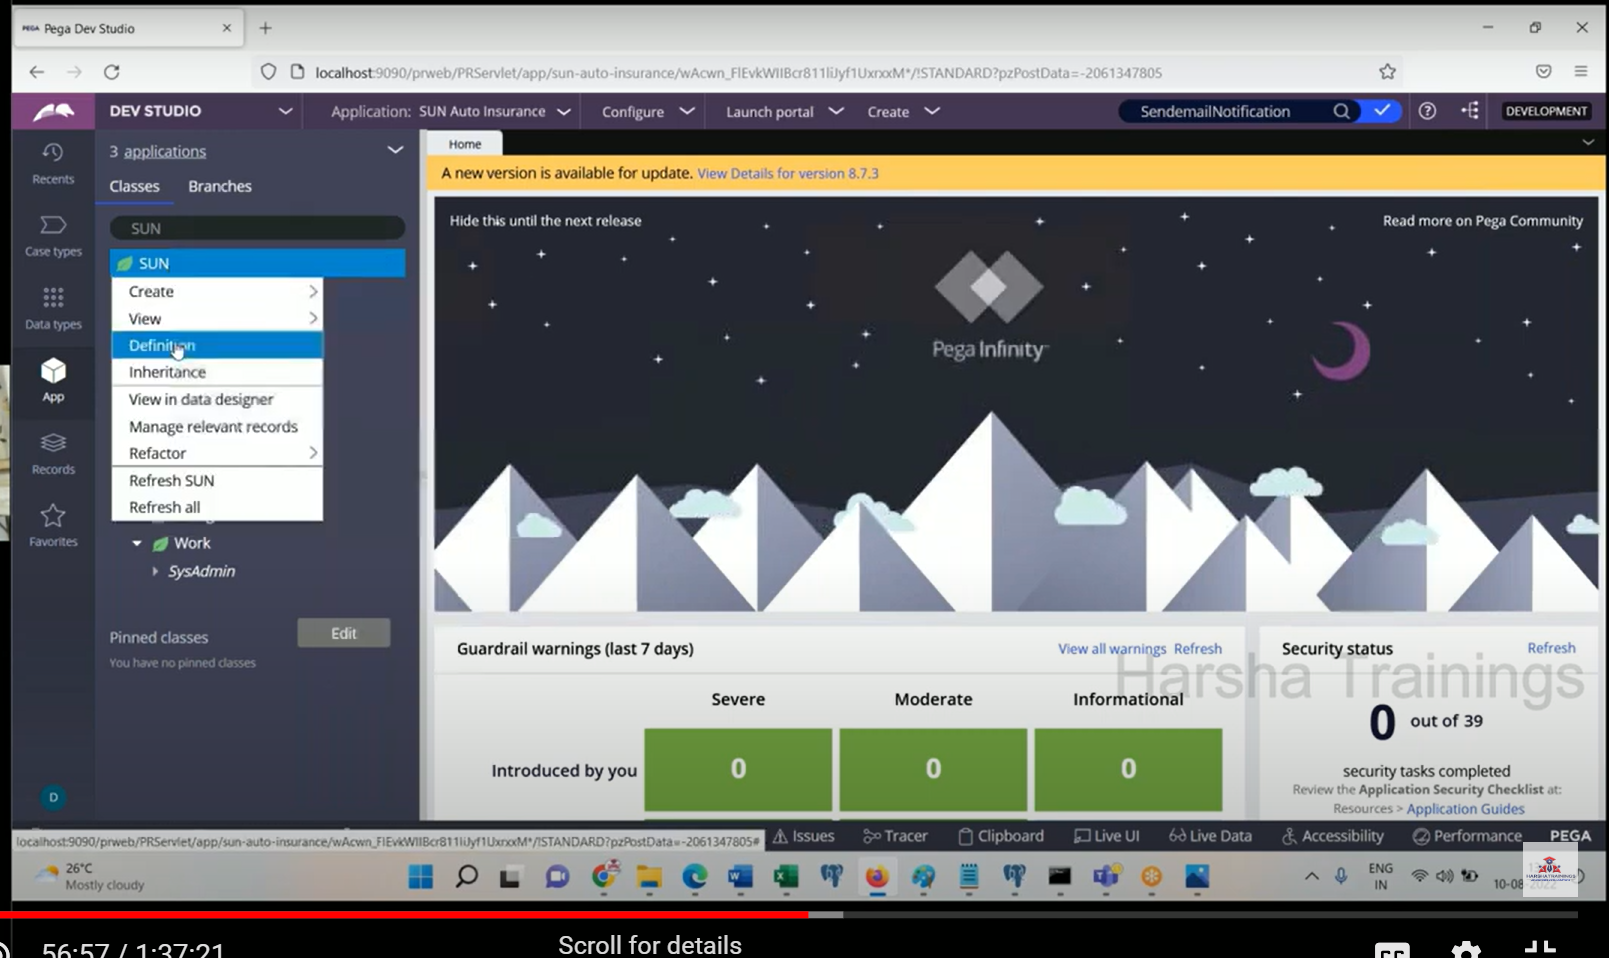 PEGA Pega Dev Studio
localhost:9090/prweb/PRServlet/app/sun-auto-insurance/wAcwn_FlEvkWIIBcr811liJyf1UxrxxM*/!STANDARD?pzPostData=-2061347805
DEV STUDIO
Application: SUN Auto Insurance
Configure
Launch portal
Create
SendemailNotification
DEVELOPMENT
Recents
Case types
Data types
App
Records
Favorites
D
3 applications
Classes Branches
SUN
SUN
Create
View
Definition
Inheritance
View in data designer
Manage relevant records
Refactor
Refresh SUN
Refresh all
Work
SysAdmin
Pinned classes
Edit
You have no pinned classes
Home
A new version is available for update. View Details for version 8.7.3
Hide this until the next release
Read more on Pega Community
Pega Infinity™
Guardrail warnings (last 7 days)
View all warnings Refresh
Severe Moderate Informational
Introduced by you 0 0 0
Security status
Refresh
0 out of 39
security tasks completed
Review the Application Security Checklist at:
Resources > Application Guides
Harsha Trainings
localhost:9090/prweb/PRServlet/app/sun-auto-insurance/wAcwn_FlEvkWIIBcr811liJyf1UxrxxM*/!STANDARD?pzPostData=-2061347805#
Issues Tracer Clipboard Live UI Live Data Accessibility Performance PEGA
26°C
Mostly cloudy
ENG
IN
10-08-2022
HARSHA TRAININGS
56:57 / 1:37:21
Scroll for details
CC